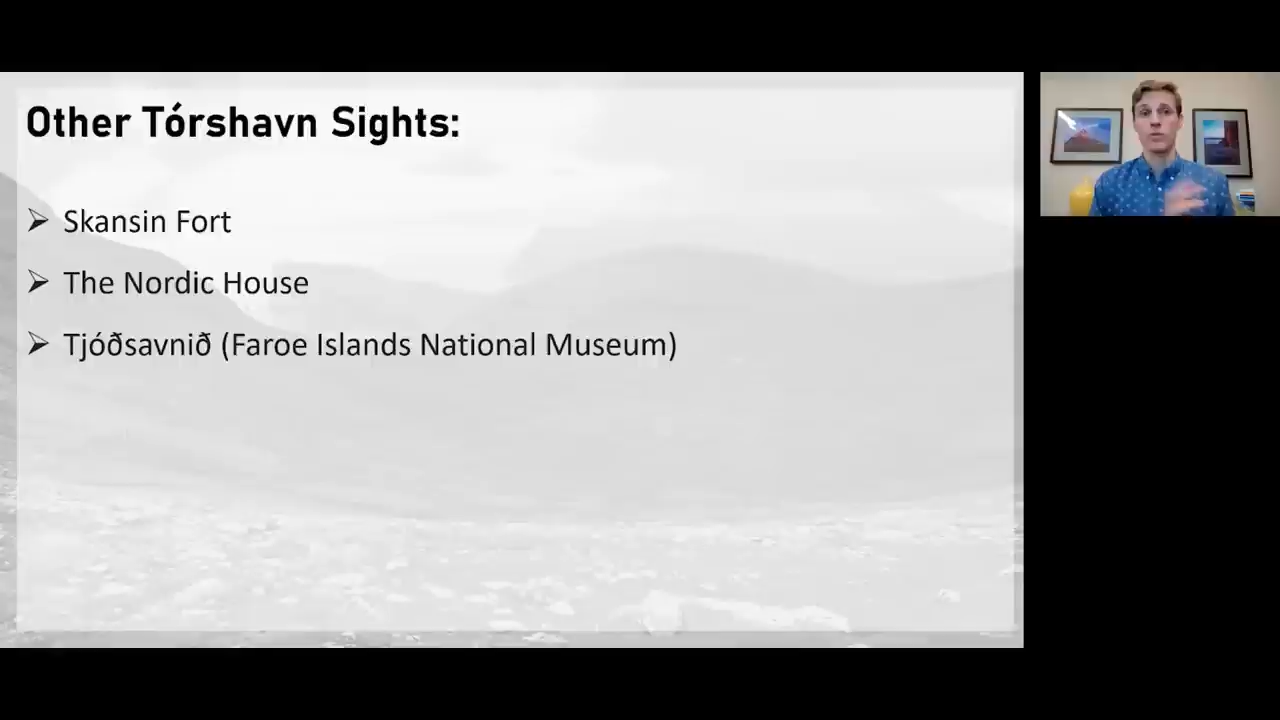 Other Tórshavn Sights:
Skansin Fort
The Nordic House
Tjóðsavnið (Faroe Islands National Museum)